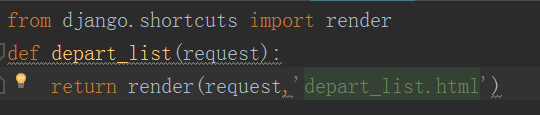 from django.shortcuts import render
def depart_list(request):
    return render(request,'depart_list.html')